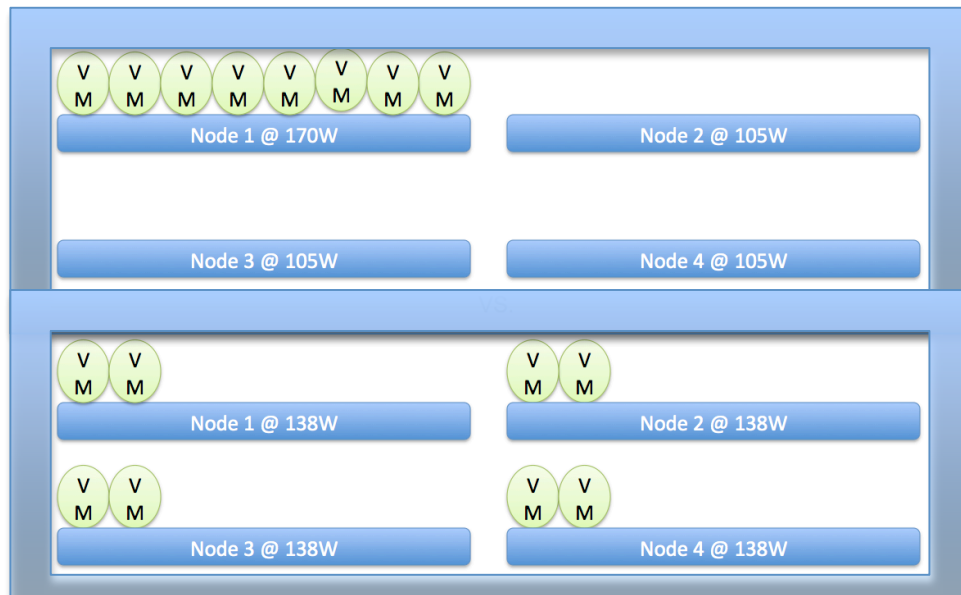 V V V V V V V V
M M M M M M M M
Node 1 @ 170W Node 2 @ 105W
Node 3 @ 105W Node 4 @ 105W
vs.
V V V V
M M M M
Node 1 @ 138W Node 2 @ 138W
V V V V
M M M M
Node 3 @ 138W Node 4 @ 138W